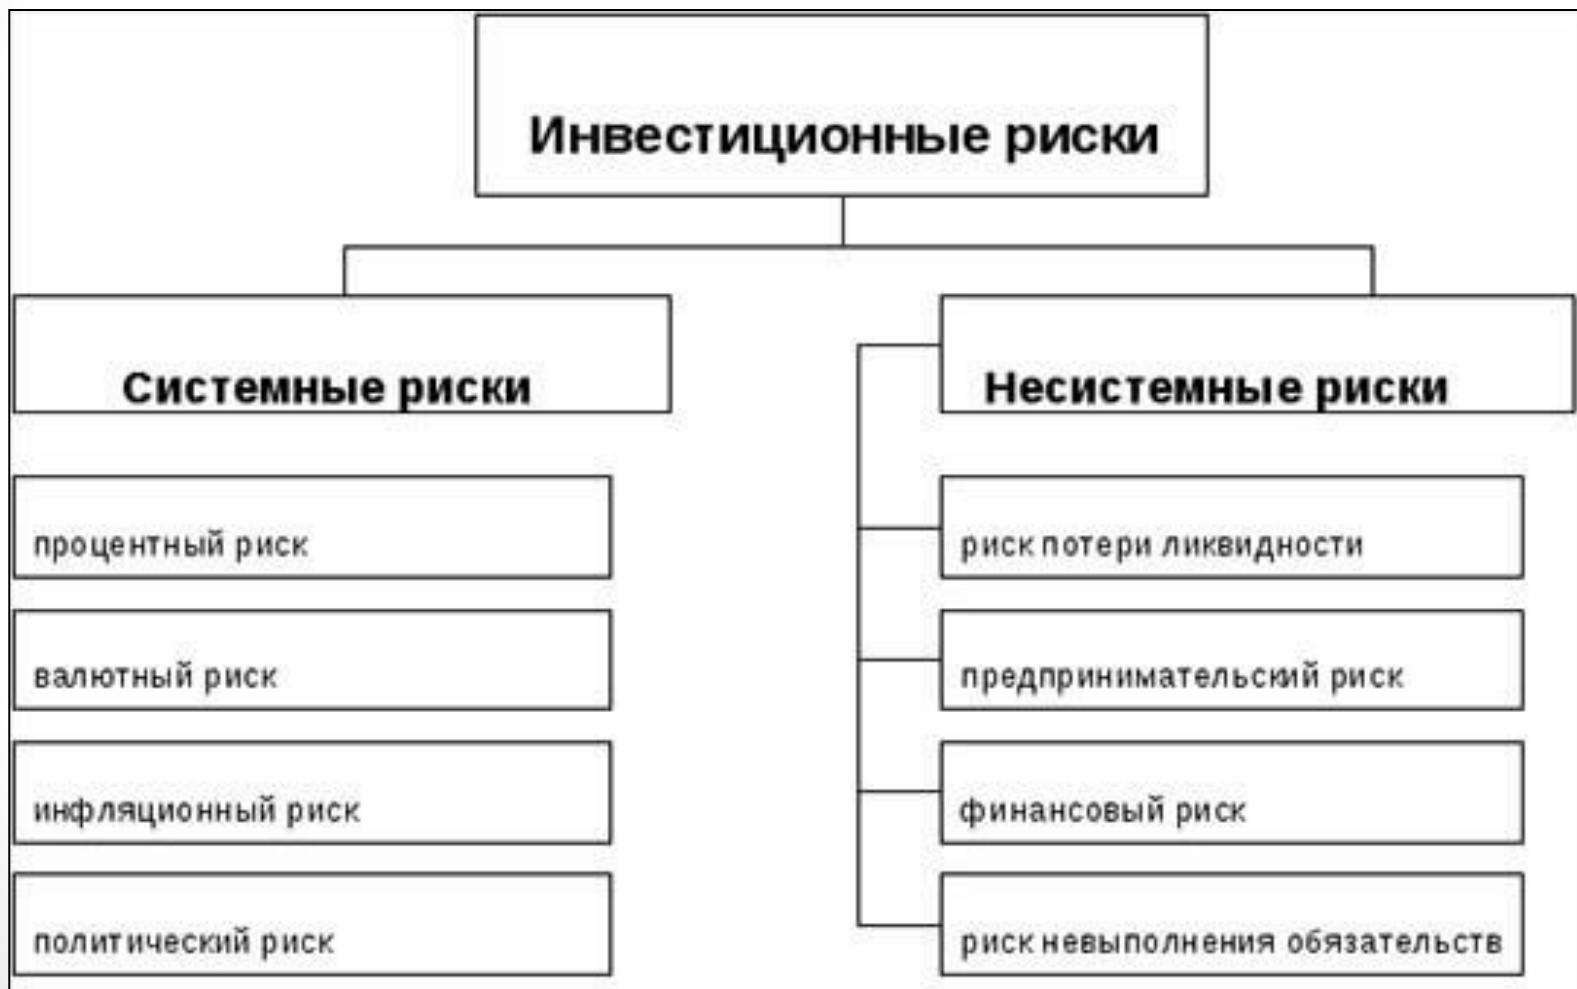 Инвестиционные риски
Системные риски
процентный риск
валютный риск
инфляционный риск
политический риск
Несистемные риски
риск потери ликвидности
предпринимательский риск
финансовый риск
риск невыполнения обязательств